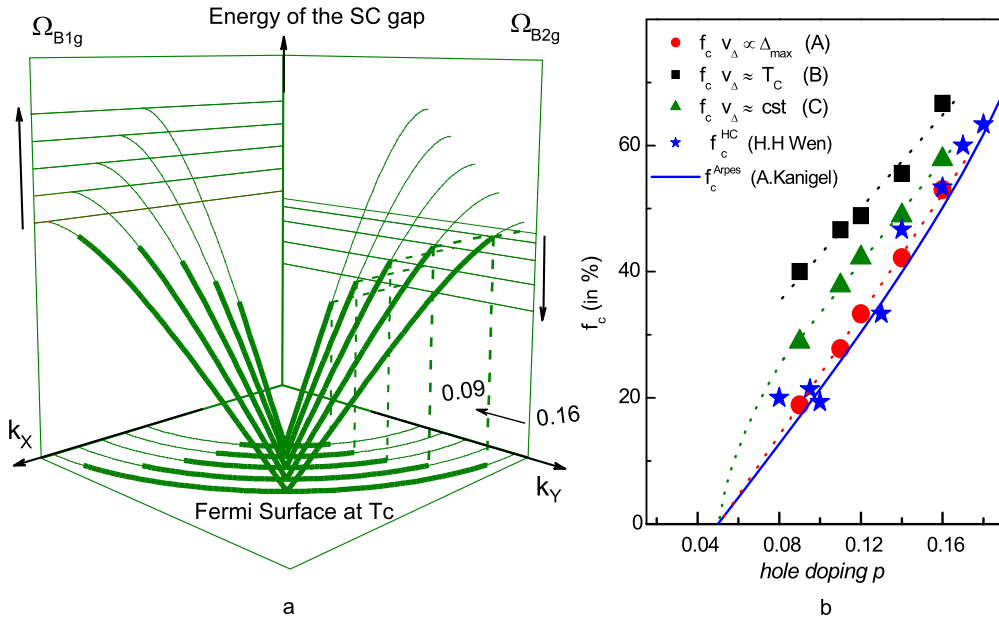 Energy of the SC gap
Ω_B1g
Ω_B2g
0.09
0.16
k_X
k_Y
Fermi Surface at Tc
a
f_c v_Δ ∝ Δ_max (A)
f_c v_Δ ≈ T_C (B)
f_c v_Δ ≈ cst (C)
f_c^HC (H.H Wen)
f_c^Arpes (A.Kanigel)
f_c (in %)
60
40
20
0
0.04 0.08 0.12 0.16
hole doping p
b